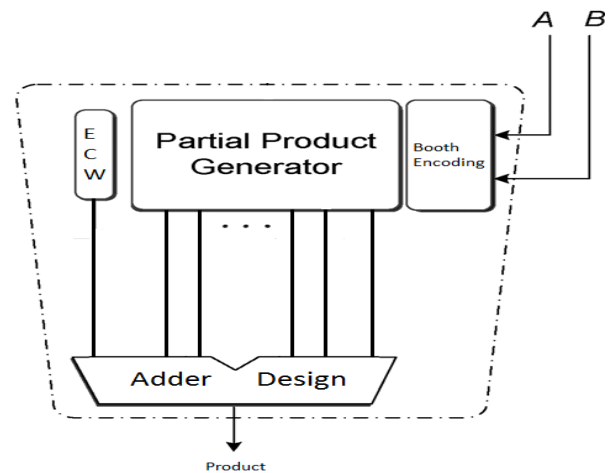 A B
E
C
W
Partial Product
Generator
Booth
Encoding
...
Adder Design
Product